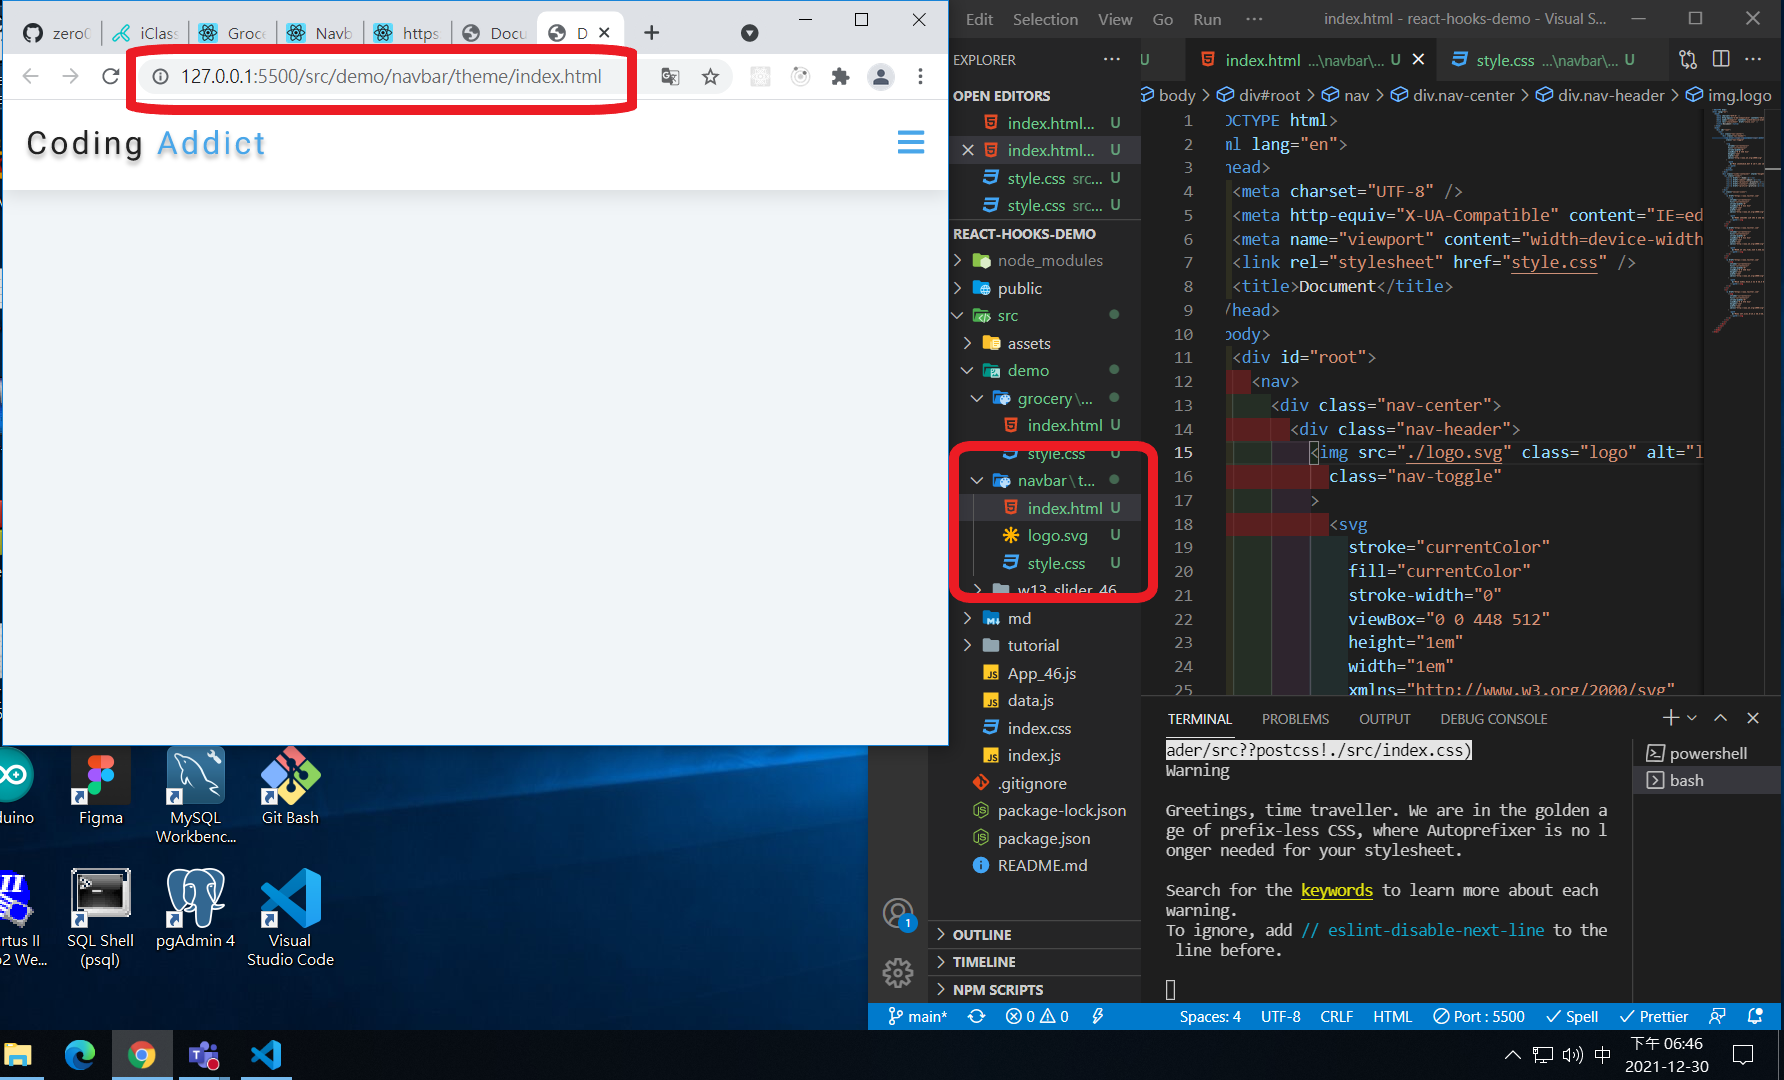 zero
iClas
Groce
Navb
https
Docu
D
127.0.0.1:5500/src/demo/navbar/theme/index.html
Coding Addict
Edit Selection View Go Run ···
index.html - react-hooks-demo - Visual S...
EXPLORER
U
index.html ...\navbar\... U
style.css ...\navbar\... U
body > div#root > nav > div.nav-center > div.nav-header > img.logo
OPEN EDITORS
index.html... U
index.html... U
style.css src... U
style.css src... U
REACT-HOOKS-DEMO
node_modules
public
src
assets
demo
grocery\...
index.html U
style.css U
navbar\t...
index.html U
logo.svg U
style.css U
w13_slider_46
md
tutorial
App_46.js
data.js
index.css
index.js
.gitignore
package-lock.json
package.json
README.md
OUTLINE
TIMELINE
NPM SCRIPTS
1 OCTYPE html>
2 ml lang="en">
3 head>
4 <meta charset="UTF-8" />
5 <meta http-equiv="X-UA-Compatible" content="IE=ed
6 <meta name="viewport" content="width=device-width
7 <link rel="stylesheet" href="style.css" />
8 <title>Document</title>
9 /head>
10 body>
11 <div id="root">
12 <nav>
13 <div class="nav-center">
14 <div class="nav-header">
15 <img src="./logo.svg" class="logo" alt="l
16 class="nav-toggle"
17 >
18 <svg
19 stroke="currentColor"
20 fill="currentColor"
21 stroke-width="0"
22 viewBox="0 0 448 512"
23 height="1em"
24 width="1em"
25 xmlns="http://www.w3.org/2000/svg"
TERMINAL PROBLEMS OUTPUT DEBUG CONSOLE
ader/src??postcss!./src/index.css)
Warning
Greetings, time traveller. We are in the golden a
ge of prefix-less CSS, where Autoprefixer is no l
onger needed for your stylesheet.
Search for the keywords to learn more about each
warning.
To ignore, add // eslint-disable-next-line to the
line before.
powershell
bash
1
main*
0 0
Spaces: 4 UTF-8 CRLF HTML Port : 5500 Spell Prettier
duino
Figma
MySQL
Workbenc...
Git Bash
rtus II
02 We...
SQL Shell
(psql)
pgAdmin 4
Visual
Studio Code
中
下午 06:46
2021-12-30